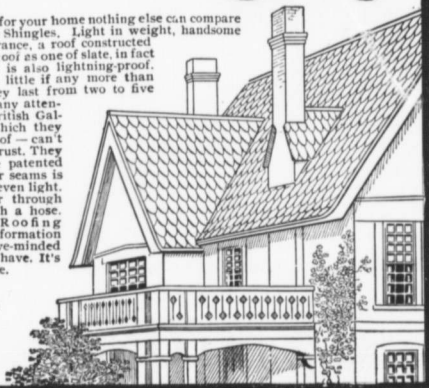 for your home nothing else can compare
Shingles. Light in weight, handsome
rance, a roof constructed
oof as one of slate, in fact
is also lightning-proof.
little if any more than
ey last from two to five
any atten-
ritish Gal-
hich they
of — can't
rust. They
patented
r seams is
even light.
r through
h a hose.
Roofing
formation
re-minded
have. It's
e.